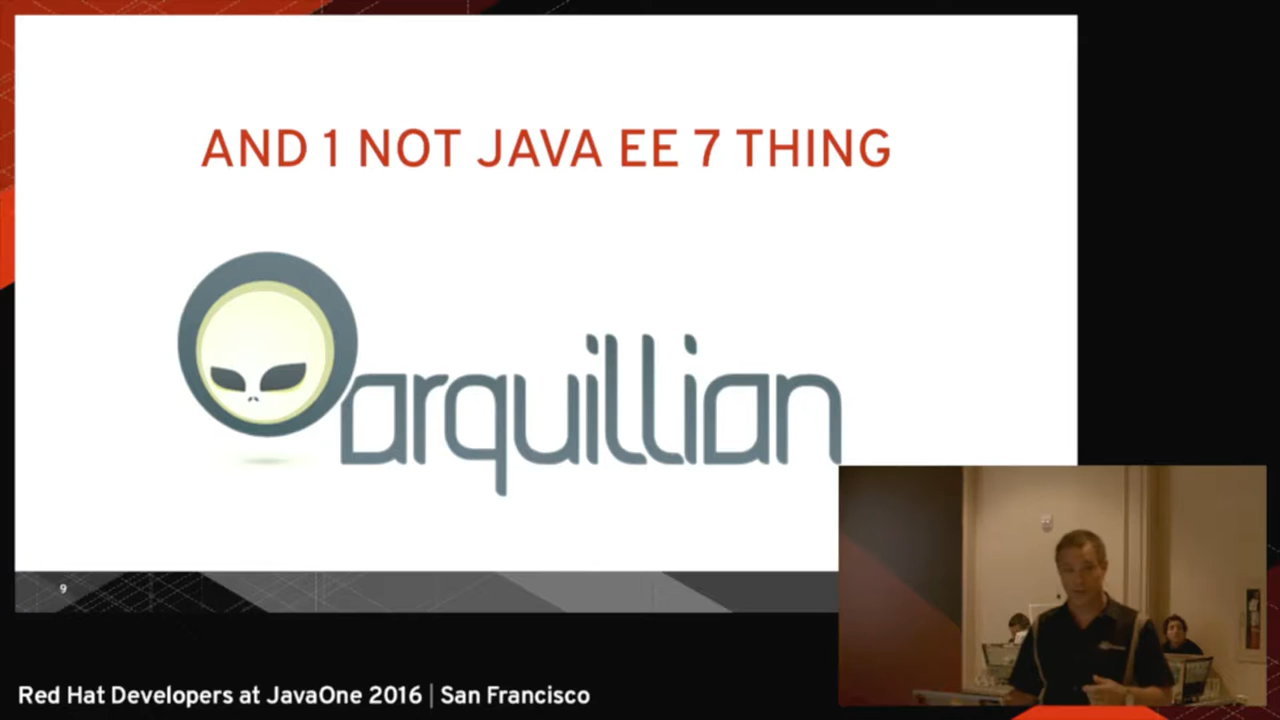 AND 1 NOT JAVA EE 7 THING
arquillian
9
Red Hat Developers at JavaOne 2016 | San Francisco